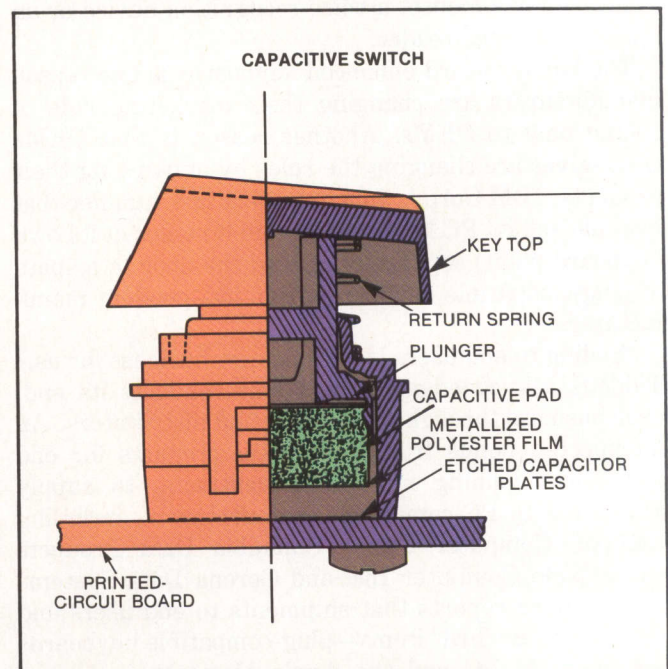 CAPACITIVE SWITCH
KEY TOP
RETURN SPRING
PLUNGER
CAPACITIVE PAD
METALLIZED
POLYESTER FILM
ETCHED CAPACITOR
PLATES
PRINTED-
CIRCUIT BOARD